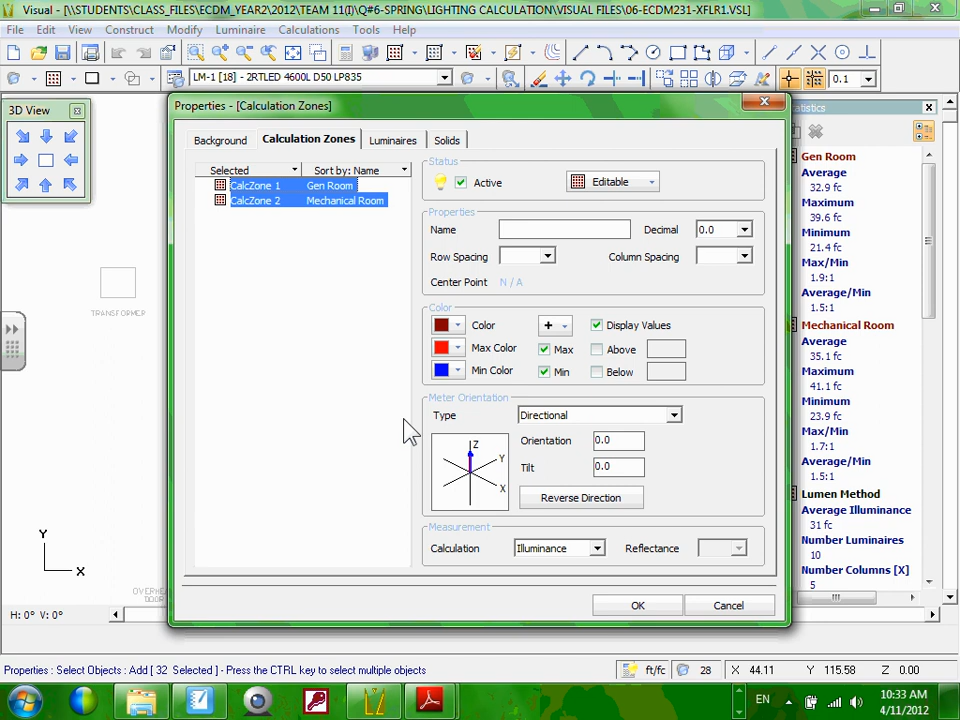 Visual - [\\STUDENTS\CLASS_FILES\ECDM_YEAR2\2012\TEAM 11(I)\Q#6-SPRING\LIGHTING CALCULATION\VISUAL FILES\06-ECDM231-XFLR1.VSL]
File Edit View Construct Modify Luminaire Calculations Tools Help
LM-1 [18] - 2RTLED 4600L D50 LP835
0.1
3D View
Properties - [Calculation Zones]
Background Calculation Zones Luminaires Solids
Selected Sort by: Name
CalcZone 1 Gen Room
CalcZone 2 Mechanical Room
Status
Active Editable
Properties
Name Decimal 0.0
Row Spacing Column Spacing
Center Point N / A
Color
Color + Display Values
Max Color Max Above
Min Color Min Below
Meter Orientation
Type Directional
Z
Y
X
Orientation 0.0
Tilt 0.0
Reverse Direction
Measurement
Calculation Illuminance Reflectance
OK Cancel
Gen Room
Average
32.9 fc
Maximum
39.6 fc
Minimum
21.4 fc
Max/Min
1.9:1
Average/Min
1.5:1
Mechanical Room
Average
35.1 fc
Maximum
41.1 fc
Minimum
23.9 fc
Max/Min
1.7:1
Average/Min
1.5:1
Lumen Method
Average Illuminance
31 fc
Number Luminaires
10
Number Columns [X]
5
TRANSFORMER
Y
X
H: 0° V: 0°
Properties : Select Objects : Add [ 32 Selected ] - Press the CTRL key to select multiple objects
ft/fc 28 X 44.11 Y 115.58 Z 0.00
EN
10:33 AM
4/11/2012